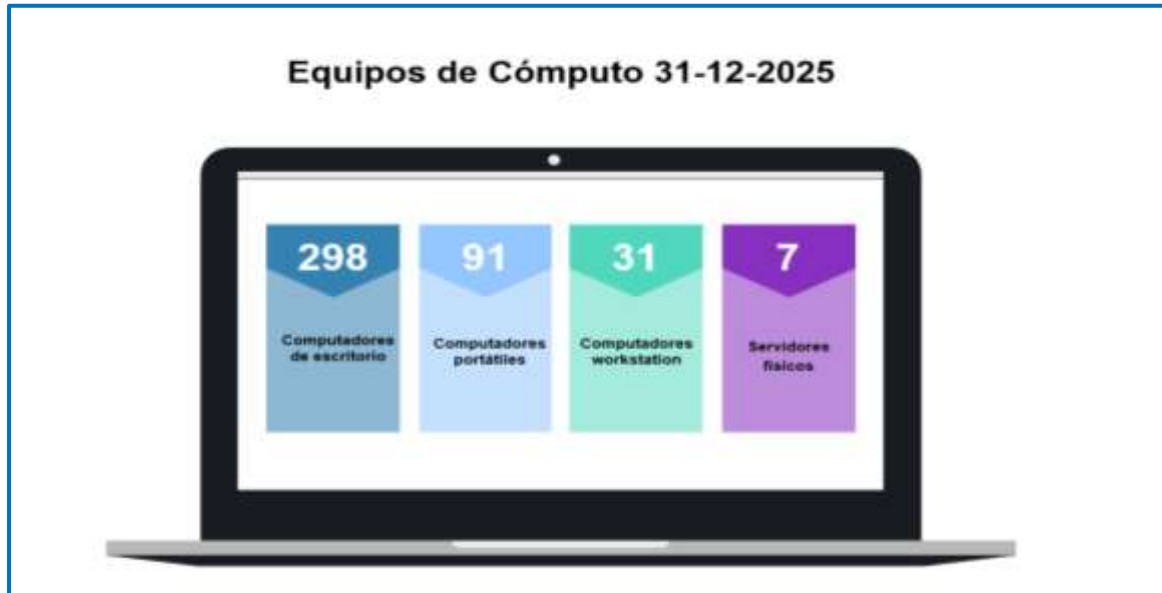 Equipos de Cómputo 31-12-2025
298
Computadores
de escritorio
91
Computadores
portátiles
31
Computadores
workstation
7
Servidores
físicos